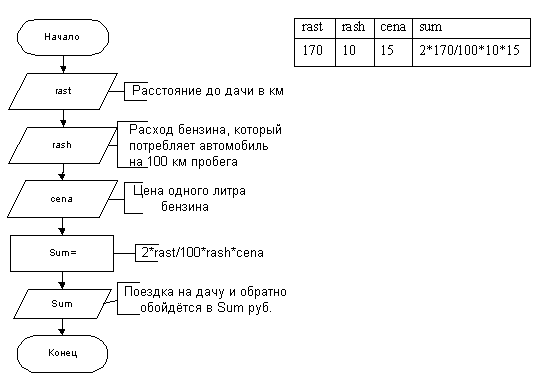 Начало
rast
Расстояние до дачи в км
rash
Расход бензина, который
потребляет автомобиль
на 100 км пробега
cena
Цена одного литра
бензина
Sum=
2*rast/100*rash*cena
Sum
Поездка на дачу и обратно
обойдётся в Sum руб.
Конец
rast rash cena sum
170 10 15 2*170/100*10*15